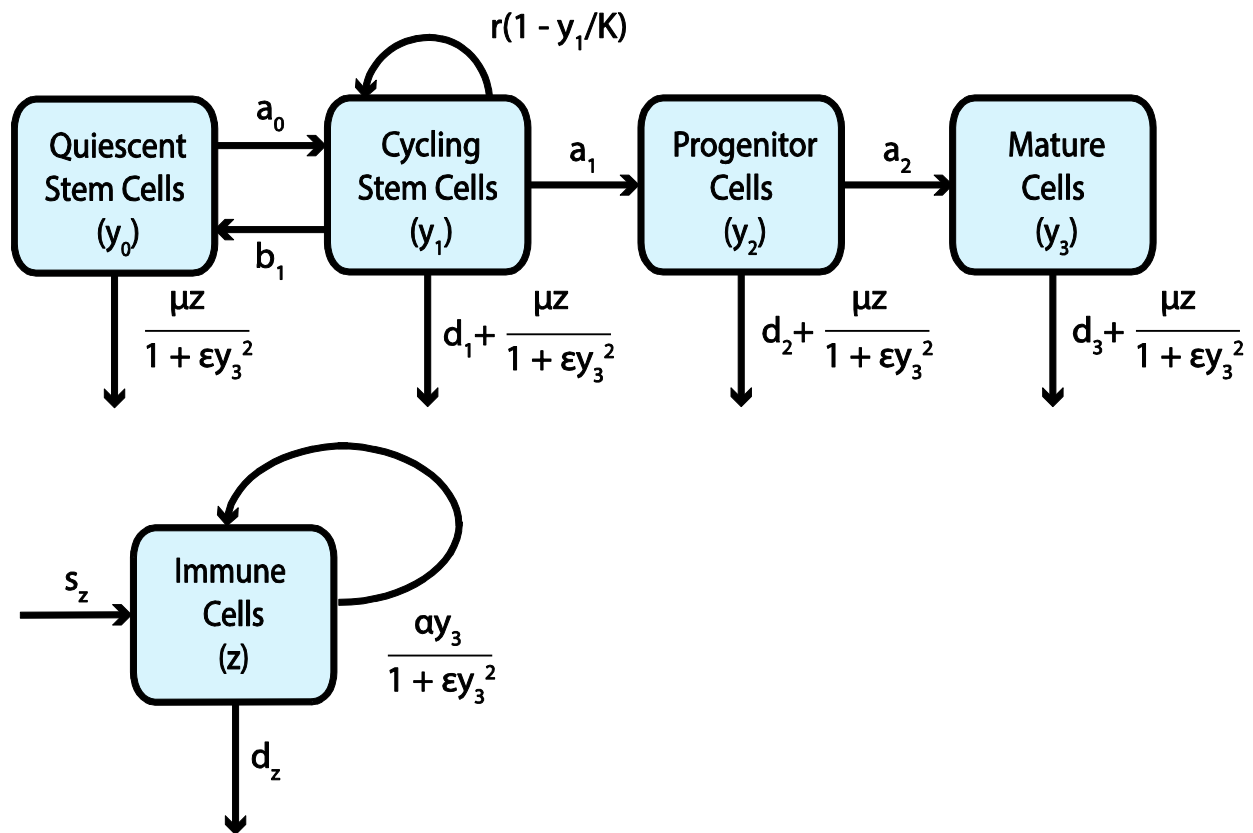 r(1 - y₁/K)
Quiescent
Stem Cells
(y₀)
a₀
b₁
Cycling
Stem Cells
(y₁)
a₁
Progenitor
Cells
(y₂)
a₂
Mature
Cells
(y₃)
μz
1 + εy₃²
d₁+ μz
1 + εy₃²
d₂+ μz
1 + εy₃²
d₃+ μz
1 + εy₃²
s_z
Immune
Cells
(z)
αy₃
1 + εy₃²
d_z